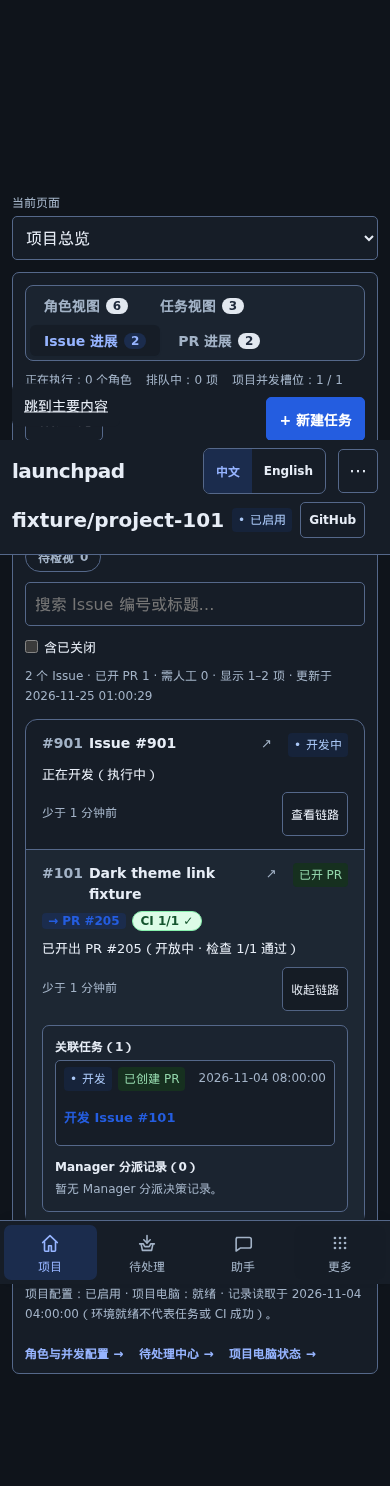 当前页面
项目总览
角色视图 6 任务视图 3
Issue 进展 2 PR 进展 2
正在执行：0 个角色 排队中：0 项 项目并发槽位：1 / 1
跳到主要内容
+ 新建任务
launchpad 中文 English ···
fixture/project-101 • 已启用 GitHub
待检视 0
搜索 Issue 编号或标题...
含已关闭
2 个 Issue · 已开 PR 1 · 需人工 0 · 显示 1–2 项 · 更新于
2026-11-25 01:00:29
#901 Issue #901 ↗ • 开发中
正在开发（执行中）
少于 1 分钟前 查看链路
#101 Dark theme link ↗ 已开 PR
fixture
→ PR #205 CI 1/1 ✓
已开出 PR #205（开放中 · 检查 1/1 通过）
少于 1 分钟前 收起链路
关联任务（1）
• 开发 已创建 PR 2026-11-04 08:00:00
开发 Issue #101
Manager 分派记录（0）
暂无 Manager 分派决策记录。
项目 待处理 助手 更多
项目配置：已启用 · 项目电脑：就绪 · 记录读取于 2026-11-04
04:00:00（环境就绪不代表任务或 CI 成功）。
角色与并发配置 → 待处理中心 → 项目电脑状态 →